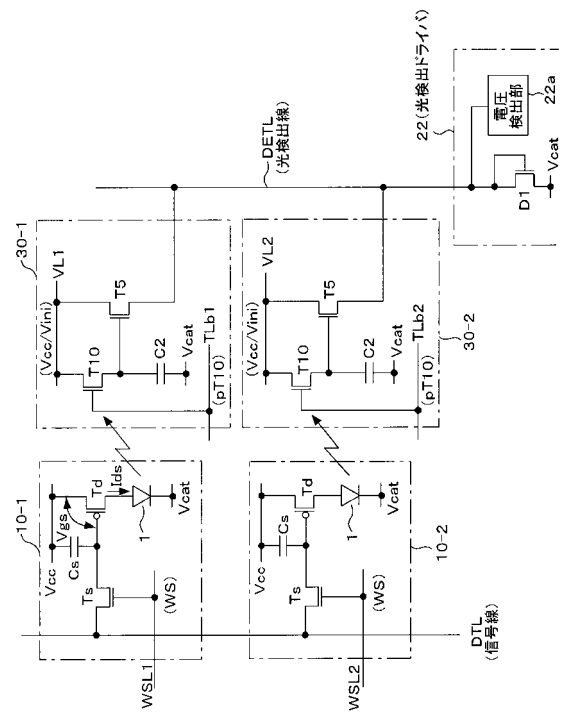 22(光検出ドライバ)
電圧
検出部
22a
D1
Vcat
DETL
(光検出線)
30-1
(Vcc/Vini)
VL1
T10
T5
C2
Vcat
TLb1
(pT10)
30-2
(Vcc/Vini)
VL2
T10
T5
C2
Vcat
TLb2
(pT10)
10-1
Vcc
Vgs
Cs
Td
Ids
Ts
1
Vcat
(WS)
WSL1
10-2
Vcc
Cs
Td
Ts
1
Vcat
(WS)
WSL2
DTL
(信号線)